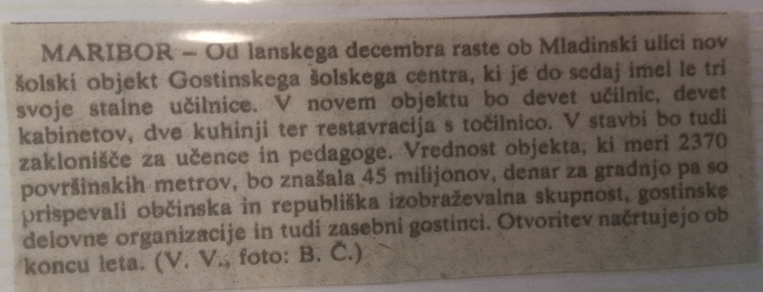 MARIBOR – Od lanskega decembra raste ob Mladinski ulici nov
šolski objekt Gostinskega šolskega centra, ki je do sedaj imel le tri
svoje stalne učilnice. V novem objektu bo devet učilnic, devet
kabinetov, dve kuhinji ter restavracija s točilnico. V stavbi bo tudi
zaklonišče za učence in pedagoge. Vrednost objekta, ki meri 2370
površinskih metrov, bo znašala 45 milijonov, denar za gradnjo pa so
prispevali občinska in republiška izobraževalna skupnost, gostinske
delovne organizacije in tudi zasebni gostinci. Otvoritev načrtujejo ob
koncu leta. (V. V., foto: B. Č.)